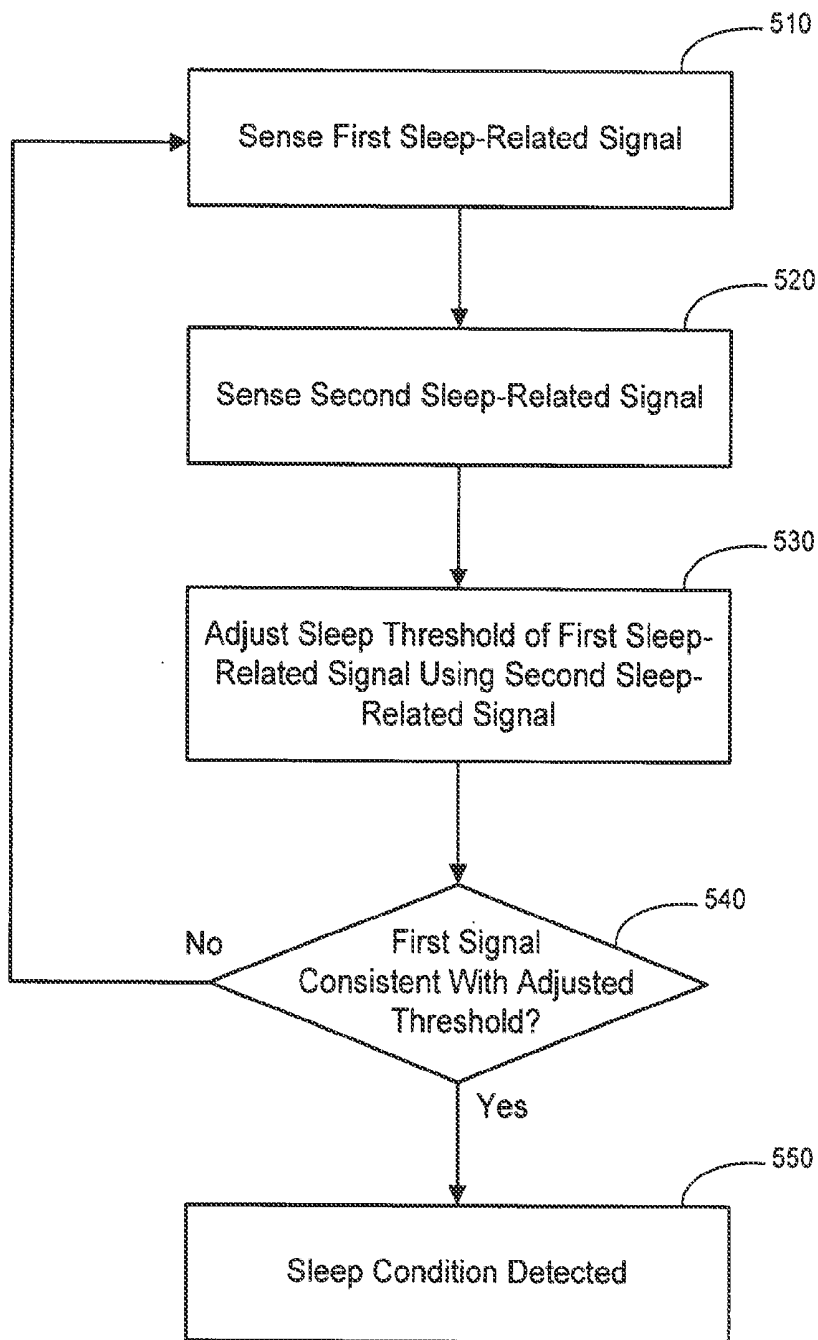 510
Sense First Sleep-Related Signal
520
Sense Second Sleep-Related Signal
530
Adjust Sleep Threshold of First Sleep-
Related Signal Using Second Sleep-
Related Signal
540
No
First Signal
Consistent With Adjusted
Threshold?
Yes
550
Sleep Condition Detected